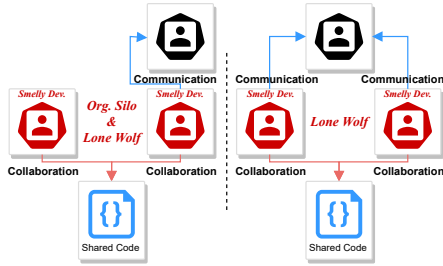 Communication
Smelly Dev.
Smelly Dev.
Org. Silo
&
Lone Wolf
Collaboration
Collaboration
{ }
Shared Code
Communication
Communication
Smelly Dev.
Smelly Dev.
Lone Wolf
Collaboration
Collaboration
{ }
Shared Code